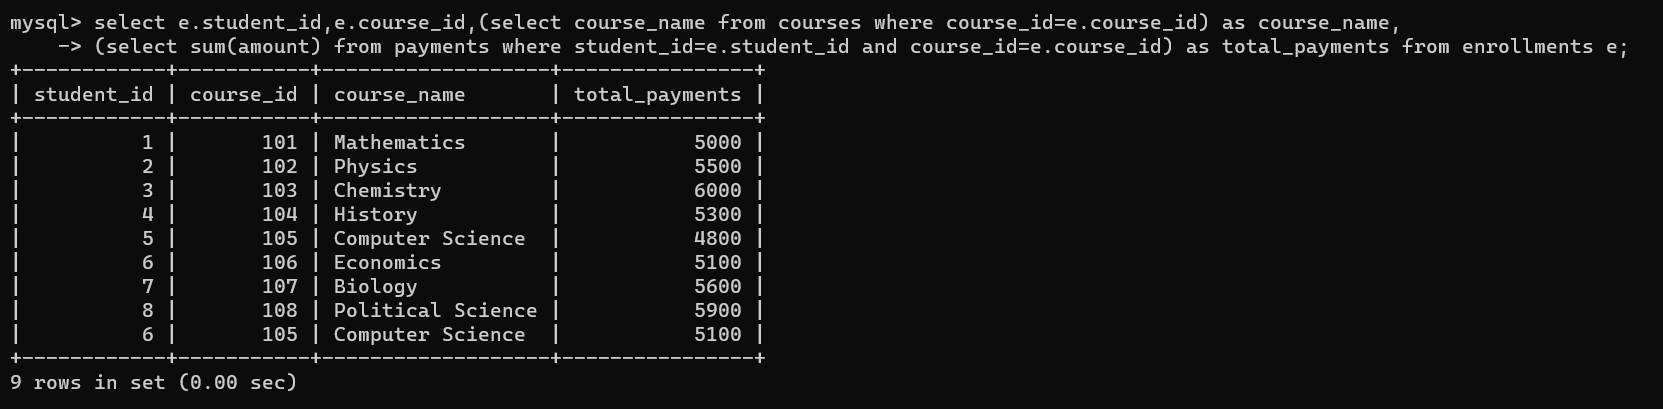 mysql> select e.student_id,e.course_id,(select course_name from courses where course_id=e.course_id) as course_name,
    -> (select sum(amount) from payments where student_id=e.student_id and course_id=e.course_id) as total_payments from enrollments e;
+------------+-----------+-------------------+----------------+
| student_id | course_id | course_name       | total_payments |
+------------+-----------+-------------------+----------------+
|          1 |       101 | Mathematics       |           5000 |
|          2 |       102 | Physics           |           5500 |
|          3 |       103 | Chemistry         |           6000 |
|          4 |       104 | History           |           5300 |
|          5 |       105 | Computer Science  |           4800 |
|          6 |       106 | Economics         |           5100 |
|          7 |       107 | Biology           |           5600 |
|          8 |       108 | Political Science |           5900 |
|          6 |       105 | Computer Science  |           5100 |
+------------+-----------+-------------------+----------------+
9 rows in set (0.00 sec)